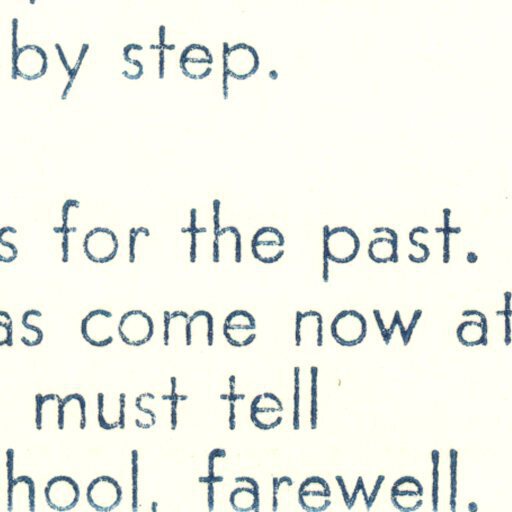 by step.
s for the past.
as come now at
must tell
hool, farewell.